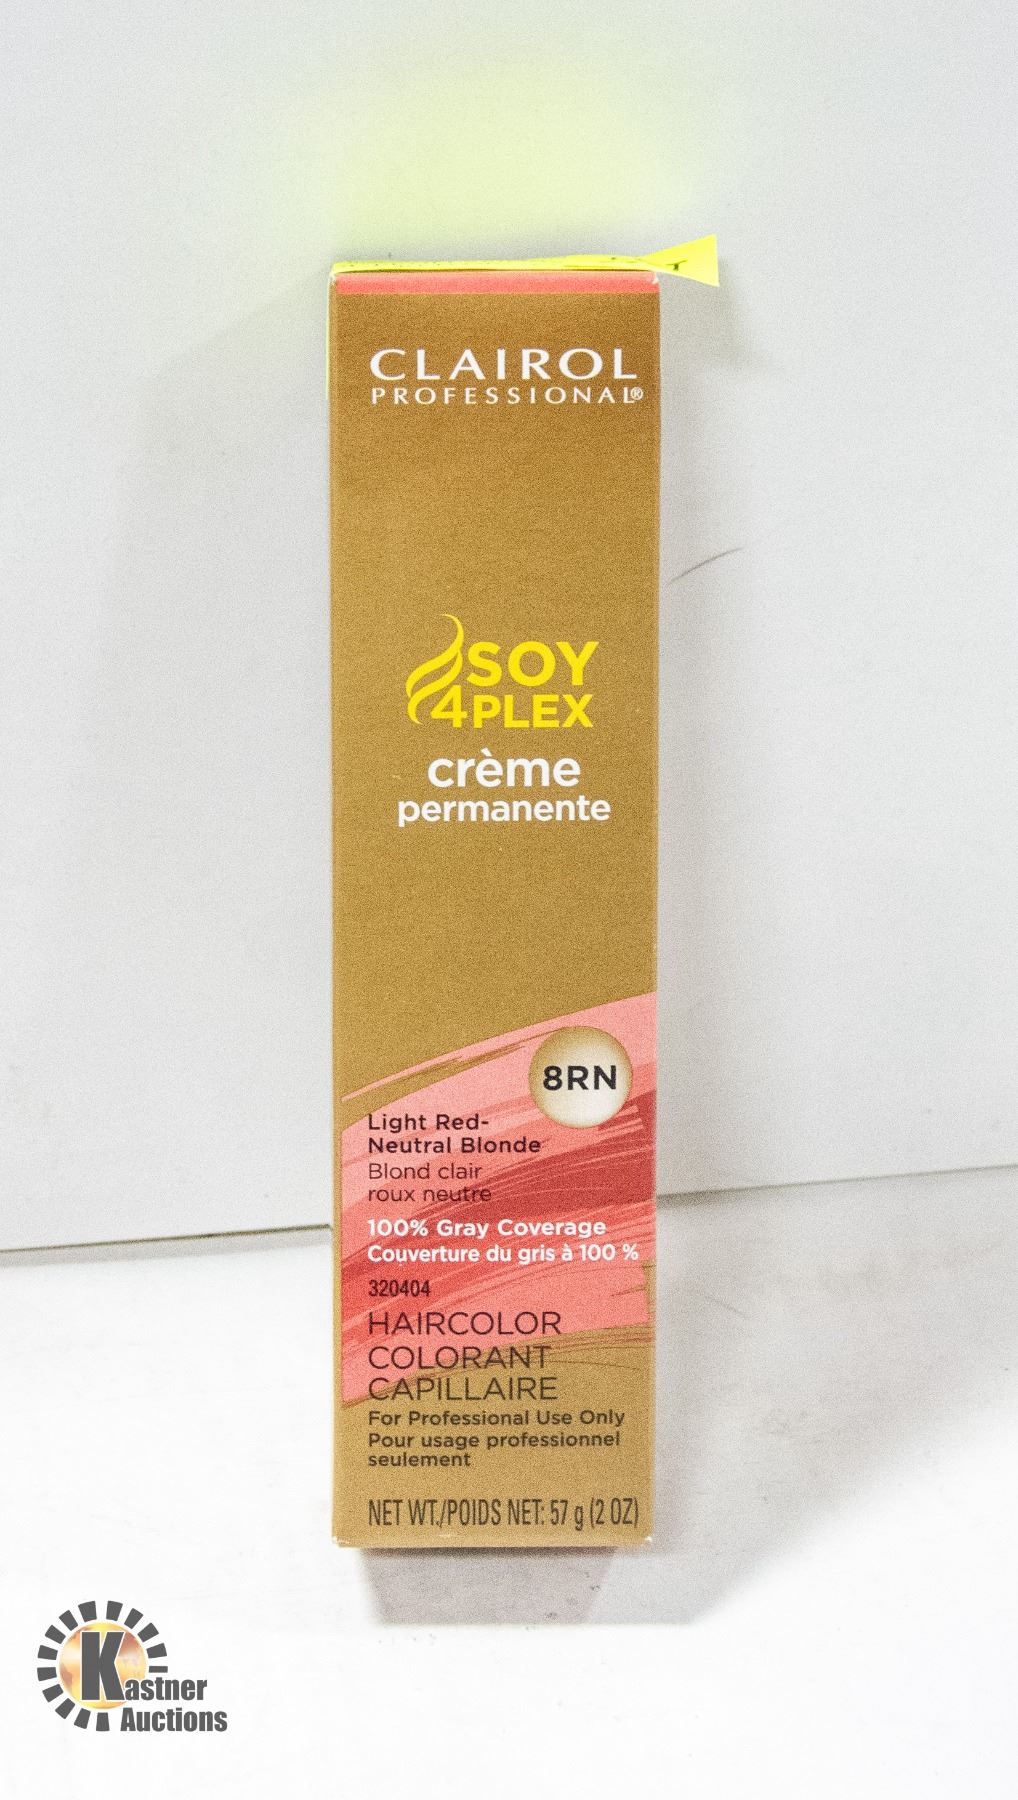 CLAIROL
PROFESSIONAL®
SOY
4PLEX
crème
permanente
8RN
Light Red-
Neutral Blonde
Blond clair
roux neutre
100% Gray Coverage
Couverture du gris à 100 %
320404
HAIRCOLOR
COLORANT
CAPILLAIRE
For Professional Use Only
Pour usage professionnel
seulement
NET WT./POIDS NET: 57 g (2 OZ)
Kastner
Auctions